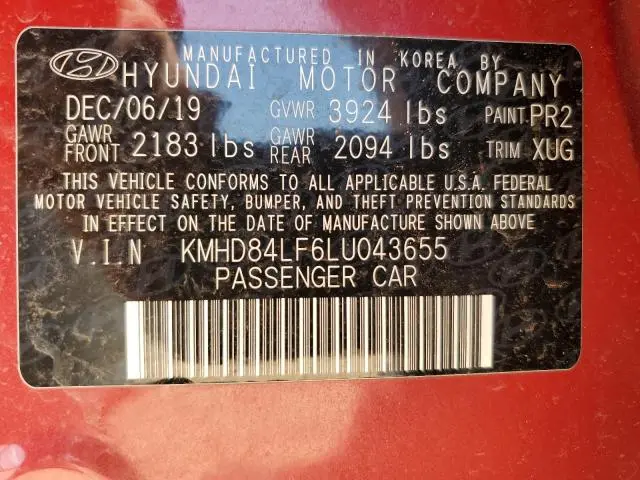 MANUFACTURED IN KOREA BY
HYUNDAI MOTOR COMPANY
DEC/06/19 GVWR 3924 lbs PAINT PR2
GAWR FRONT 2183 lbs GAWR REAR 2094 lbs TRIM XUG
THIS VEHICLE CONFORMS TO ALL APPLICABLE U.S.A. FEDERAL
MOTOR VEHICLE SAFETY, BUMPER, AND THEFT PREVENTION STANDARDS
IN EFFECT ON THE DATE OF MANUFACTURE SHOWN ABOVE
V.I.N KMHD84LF6LU043655
PASSENGER CAR